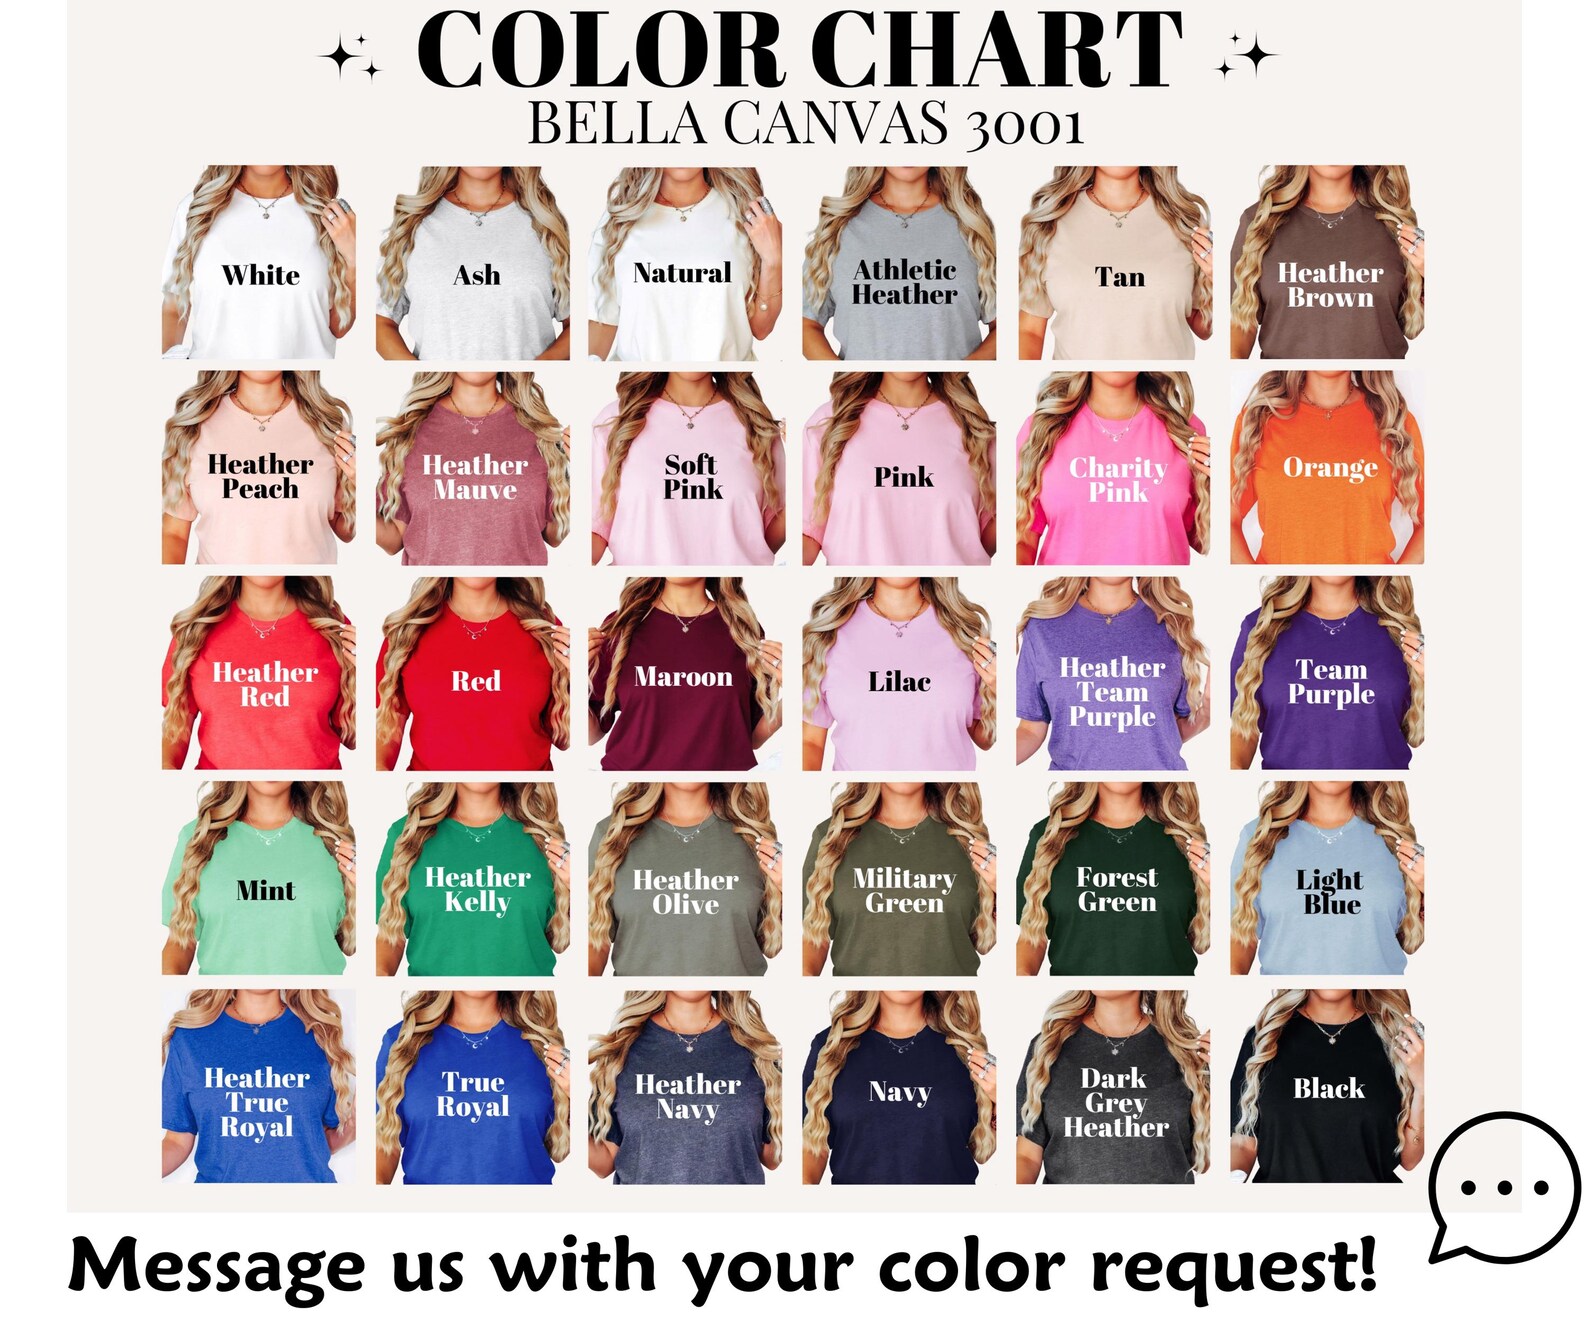 COLOR CHART
BELLA CANVAS 3001
White
Ash
Natural
Athletic
Heather
Tan
Heather
Brown
Heather
Peach
Heather
Mauve
Soft
Pink
Pink
Charity
Pink
Orange
Heather
Red
Red
Maroon
Lilac
Heather
Team
Purple
Team
Purple
Mint
Heather
Kelly
Heather
Olive
Military
Green
Forest
Green
Light
Blue
Heather
True
Royal
True
Royal
Heather
Navy
Navy
Dark
Grey
Heather
Black
Message us with your color request!